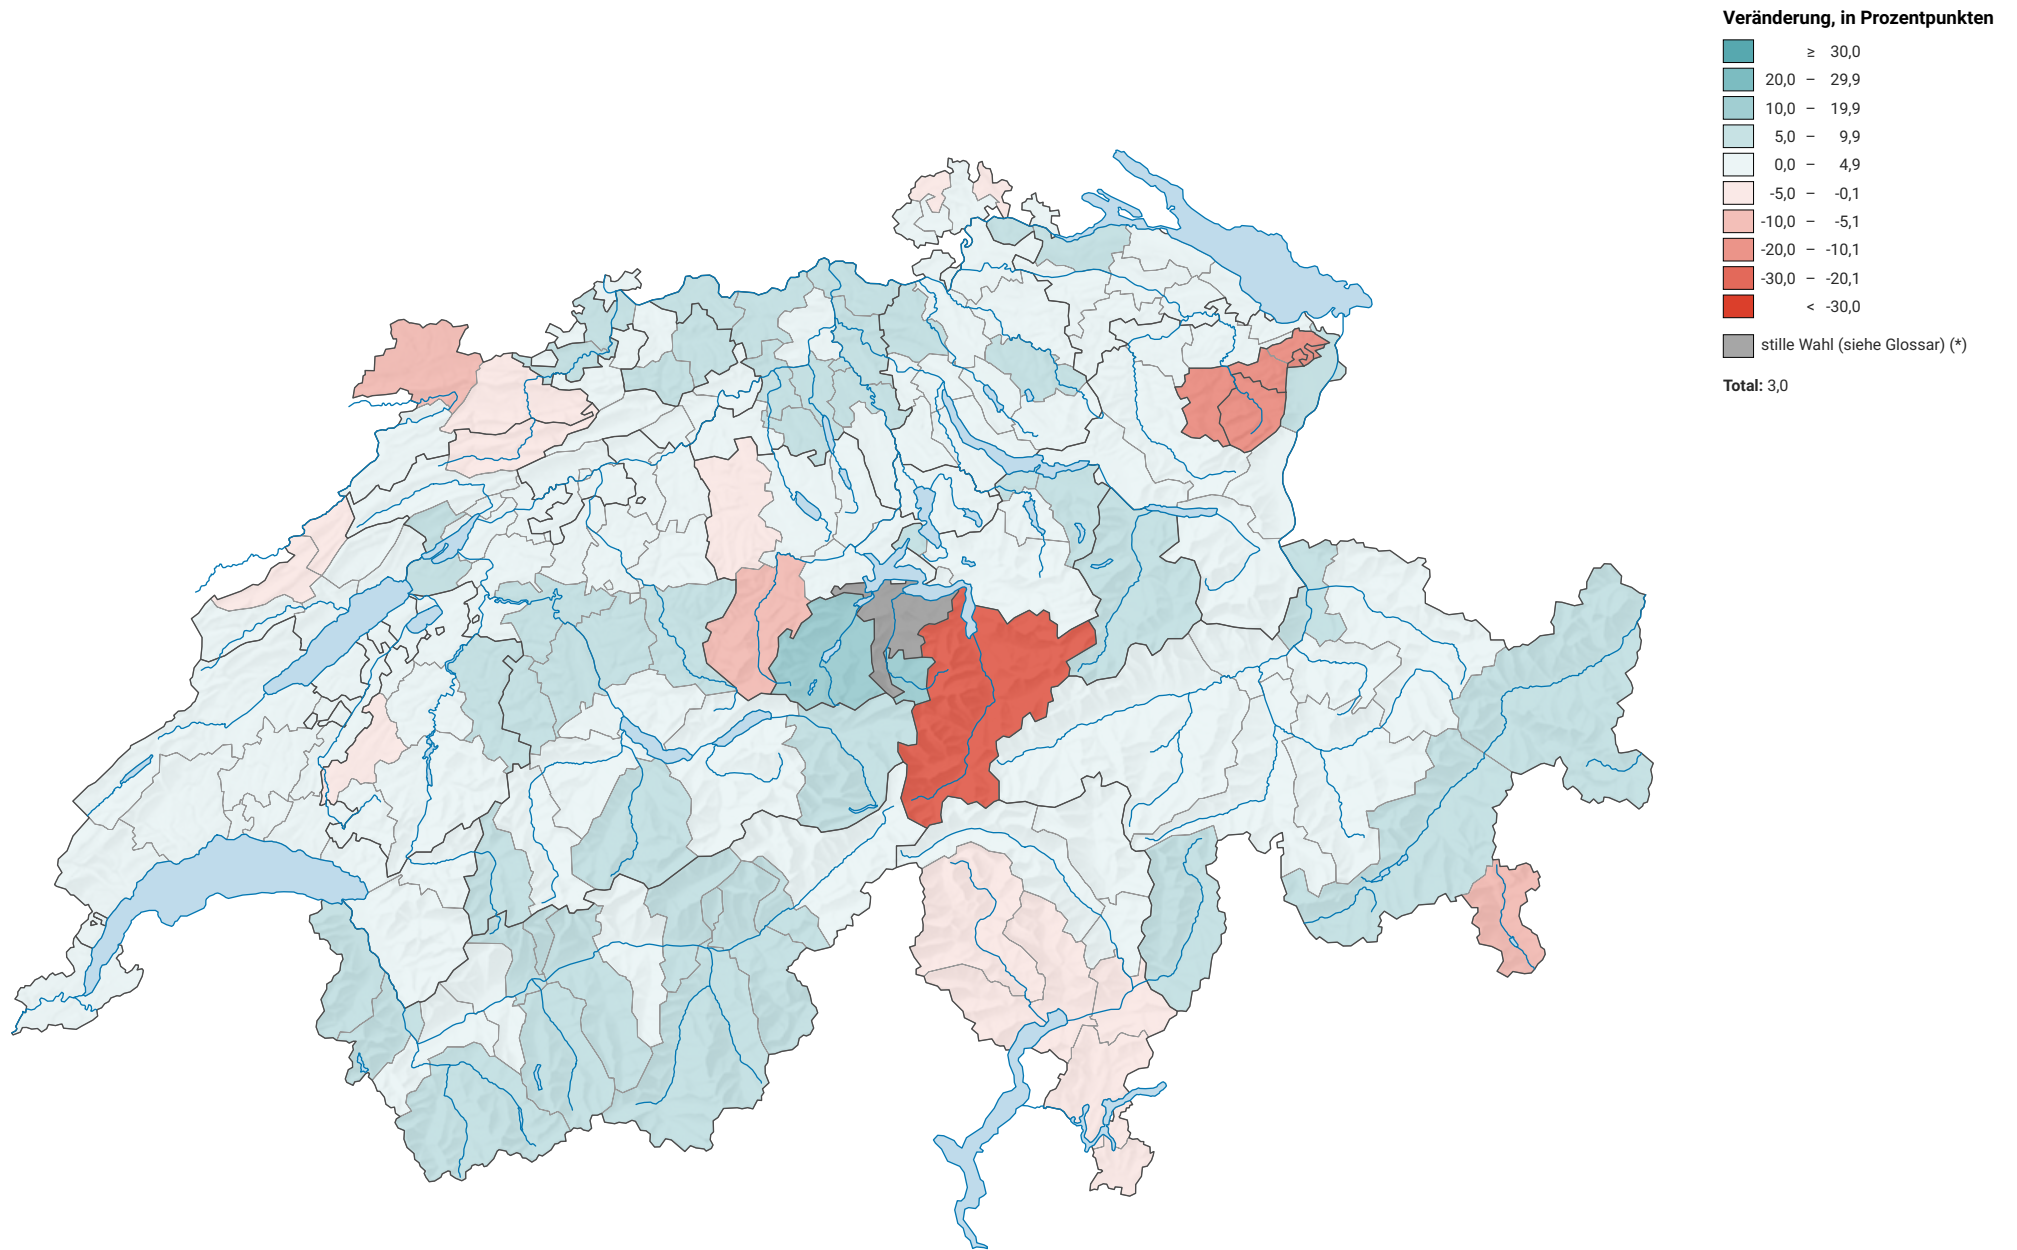 Veränderung, in Prozentpunkten
≥ 30,0
20,0 – 29,9
10,0 – 19,9
5,0 – 9,9
0,0 – 4,9
-5,0 – -0,1
-10,0 – -5,1
-20,0 – -10,1
-30,0 – -20,1
< -30,0
stille Wahl (siehe Glossar) (*)
Total: 3,0